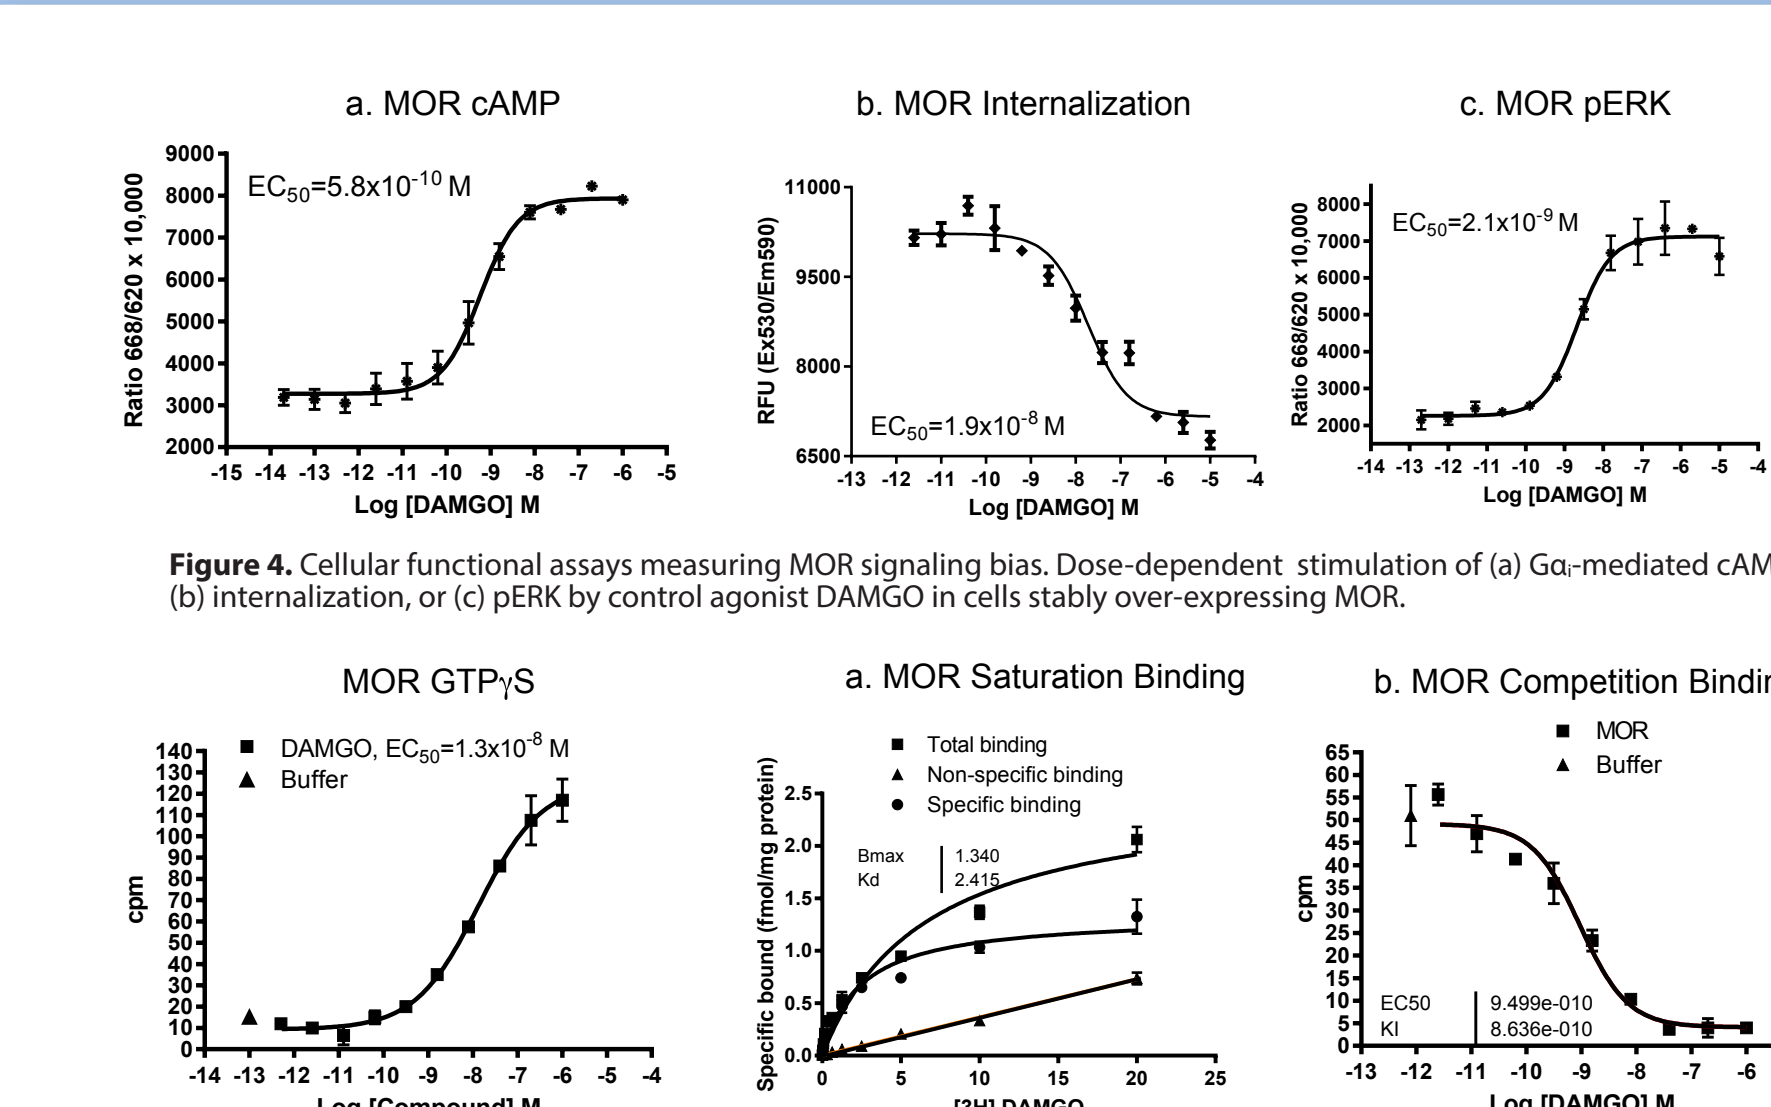 a. MOR cAMP
EC50=5.8x10-10 M
Ratio 668/620 x 10,000
9000
8000
7000
6000
5000
4000
3000
2000
-15 -14 -13 -12 -11 -10 -9 -8 -7 -6 -5
Log [DAMGO] M
b. MOR Internalization
RFU (Ex530/Em590)
11000
9500
8000
6500
EC50=1.9x10-8 M
-13 -12 -11 -10 -9 -8 -7 -6 -5 -4
Log [DAMGO] M
c. MOR pERK
EC50=2.1x10-9 M
Ratio 668/620 x 10,000
8000
7000
6000
5000
4000
3000
2000
-14 -13 -12 -11 -10 -9 -8 -7 -6 -5 -4
Log [DAMGO] M
Figure 4. Cellular functional assays measuring MOR signaling bias. Dose-dependent stimulation of (a) Gαi-mediated cAM
(b) internalization, or (c) pERK by control agonist DAMGO in cells stably over-expressing MOR.
MOR GTPγS
DAMGO, EC50=1.3x10-8 M
Buffer
cpm
140
130
120
110
100
90
80
70
60
50
40
30
20
10
0
-14 -13 -12 -11 -10 -9 -8 -7 -6 -5 -4
Log [Compound] M
a. MOR Saturation Binding
Total binding
Non-specific binding
Specific binding
Specific bound (fmol/mg protein)
2.5
2.0
1.5
1.0
0.5
0.0
Bmax 1.340
Kd 2.415
0 5 10 15 20 25
[3H] DAMGO
b. MOR Competition Bindin
MOR
Buffer
cpm
65
60
55
50
45
40
35
30
25
20
15
10
5
0
EC50 9.499e-010
KI 8.636e-010
-13 -12 -11 -10 -9 -8 -7 -6
Log [DAMGO] M